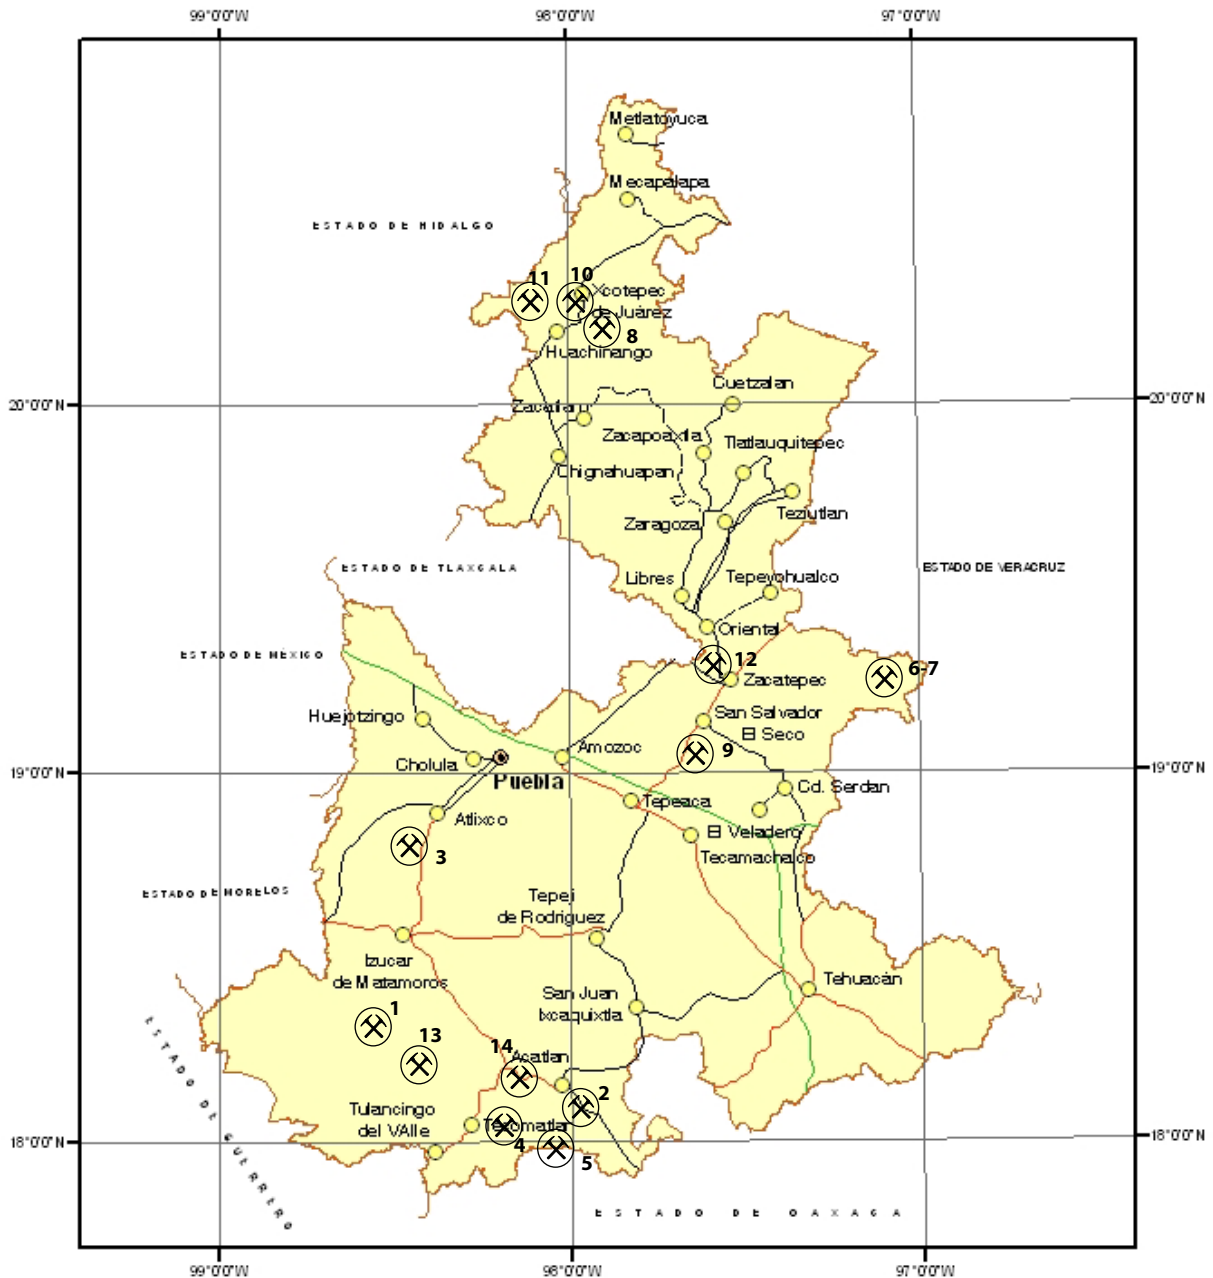 99°0'0"W 98°0'0"W 97°0'0"W
Metlatoyuca
Mecapalapa
ESTADO DE HIDALGO
11
10
Xcotepec
de Juárez
8
Huachinango
Cuetzalan
20°0'0"N
20°0'0"N
Zacatlan
Zacapoaxtla
Tlatlauquitepec
Chignahuapan
Teziutlan
Zaragoza
ESTADO DE TLAXCALA
ESTADO DE VERACRUZ
Libres
Tepeyohualco
Oriental
ESTADO DE MÉXICO
12
6-7
Zacatepec
Huejotzingo
San Salvador
El Seco
Amozoc
9
Cholula
19°0'0"N
19°0'0"N
Puebla
Cd. Serdan
Tepeaca
Atlixco
El Veladero
3
Tecamachalco
ESTADO DE MORELOS
Tepeji
de Rodriguez
Izucar
de Matamoros
Tehuacán
San Juan
Ixcaquixtla
1
13
14
Acatlan
2
Tulancingo
del VAlle
Tecomatlan
4
5
18°0'0"N
18°0'0"N
ESTADO DE GUERRERO
ESTADO DE OAXACA
99°0'0"W 98°0'0"W 97°0'0"W